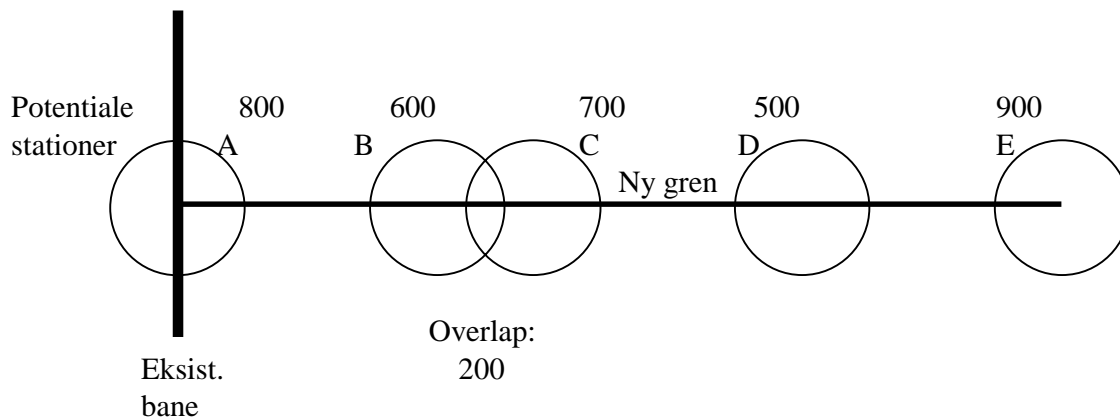 Potentiale 800 600 700 500 900
stationer A B C D E
Ny gren
Overlap:
200
Eksist.
bane